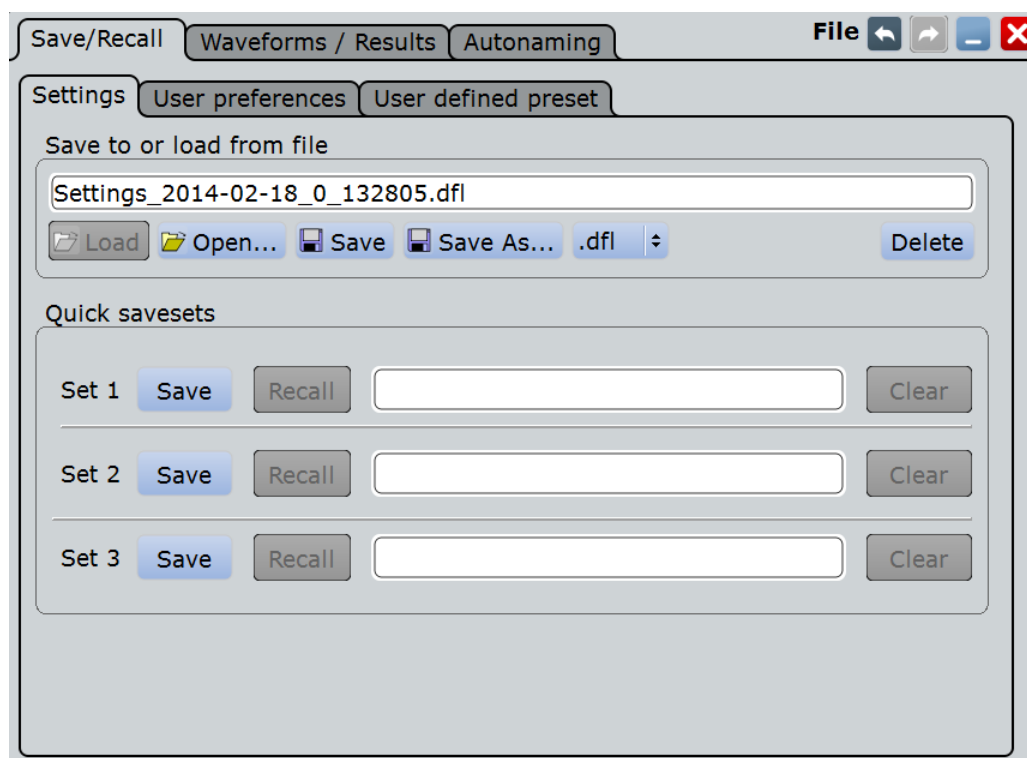 Save/Recall Waveforms / Results Autonaming File
Settings User preferences User defined preset
Save to or load from file
Settings_2014-02-18_0_132805.dfl
Load Open... Save Save As... .dfl Delete
Quick savesets
Set 1 Save Recall Clear
Set 2 Save Recall Clear
Set 3 Save Recall Clear